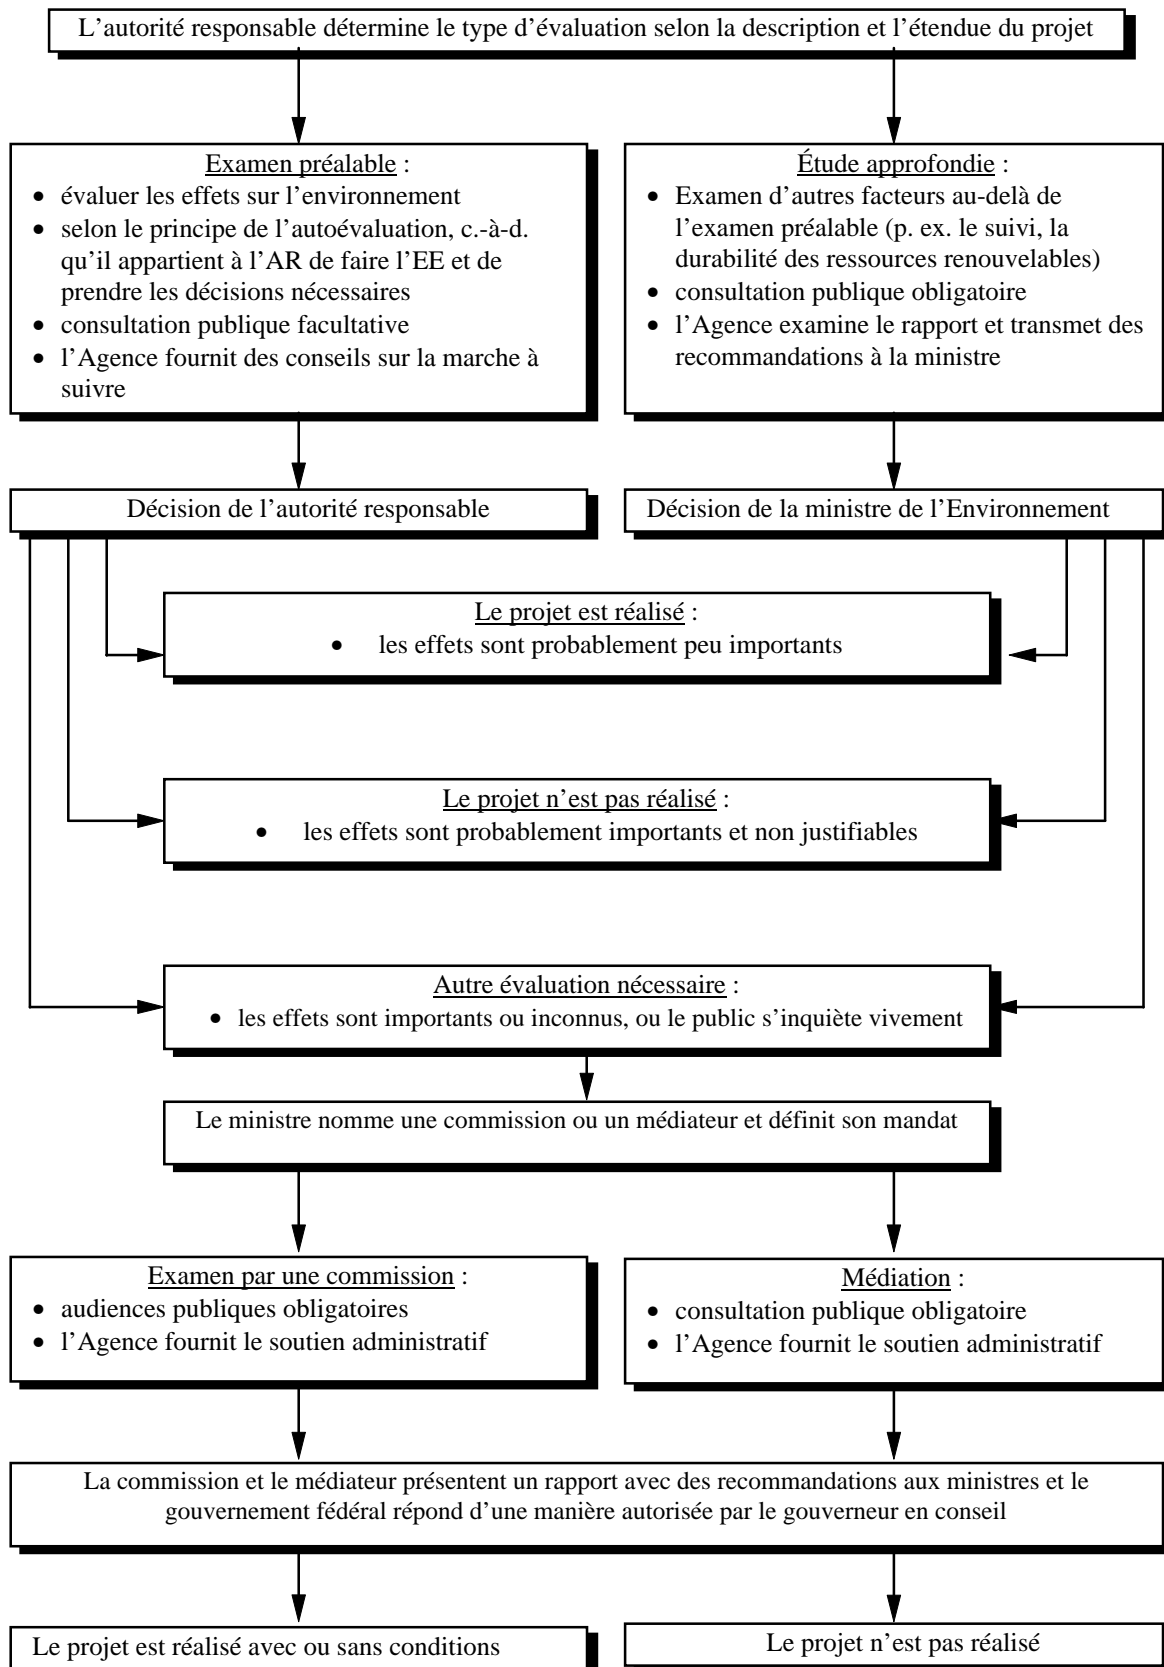 L’autorité responsable détermine le type d’évaluation selon la description et l’étendue du projet
Examen préalable :
• évaluer les effets sur l’environnement
• selon le principe de l’autoévaluation, c.-à-d.
qu’il appartient à l’AR de faire l’EE et de
prendre les décisions nécessaires
• consultation publique facultative
• l’Agence fournit des conseils sur la marche à
suivre
Étude approfondie :
• Examen d’autres facteurs au-delà de
l’examen préalable (p. ex. le suivi, la
durabilité des ressources renouvelables)
• consultation publique obligatoire
• l’Agence examine le rapport et transmet des
recommandations à la ministre
Décision de l’autorité responsable
Décision de la ministre de l’Environnement
Le projet est réalisé :
• les effets sont probablement peu importants
Le projet n’est pas réalisé :
• les effets sont probablement importants et non justifiables
Autre évaluation nécessaire :
• les effets sont importants ou inconnus, ou le public s’inquiète vivement
Le ministre nomme une commission ou un médiateur et définit son mandat
Examen par une commission :
• audiences publiques obligatoires
• l’Agence fournit le soutien administratif
Médiation :
• consultation publique obligatoire
• l’Agence fournit le soutien administratif
La commission et le médiateur présentent un rapport avec des recommandations aux ministres et le
gouvernement fédéral répond d’une manière autorisée par le gouverneur en conseil
Le projet est réalisé avec ou sans conditions
Le projet n’est pas réalisé